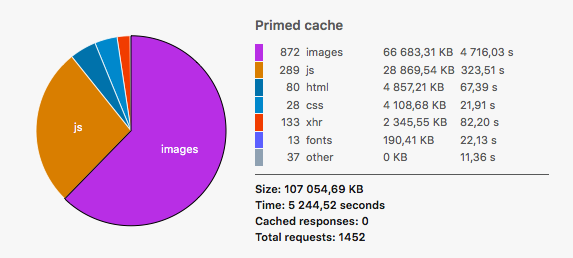 Primed cache
872 images 66 683,31 KB 4 716,03 s
289 js 28 869,54 KB 323,51 s
80 html 4 857,21 KB 67,39 s
28 css 4 108,68 KB 21,91 s
133 xhr 2 345,55 KB 82,20 s
13 fonts 190,41 KB 22,13 s
37 other 0 KB 11,36 s
js
images
Size: 107 054,69 KB
Time: 5 244,52 seconds
Cached responses: 0
Total requests: 1452